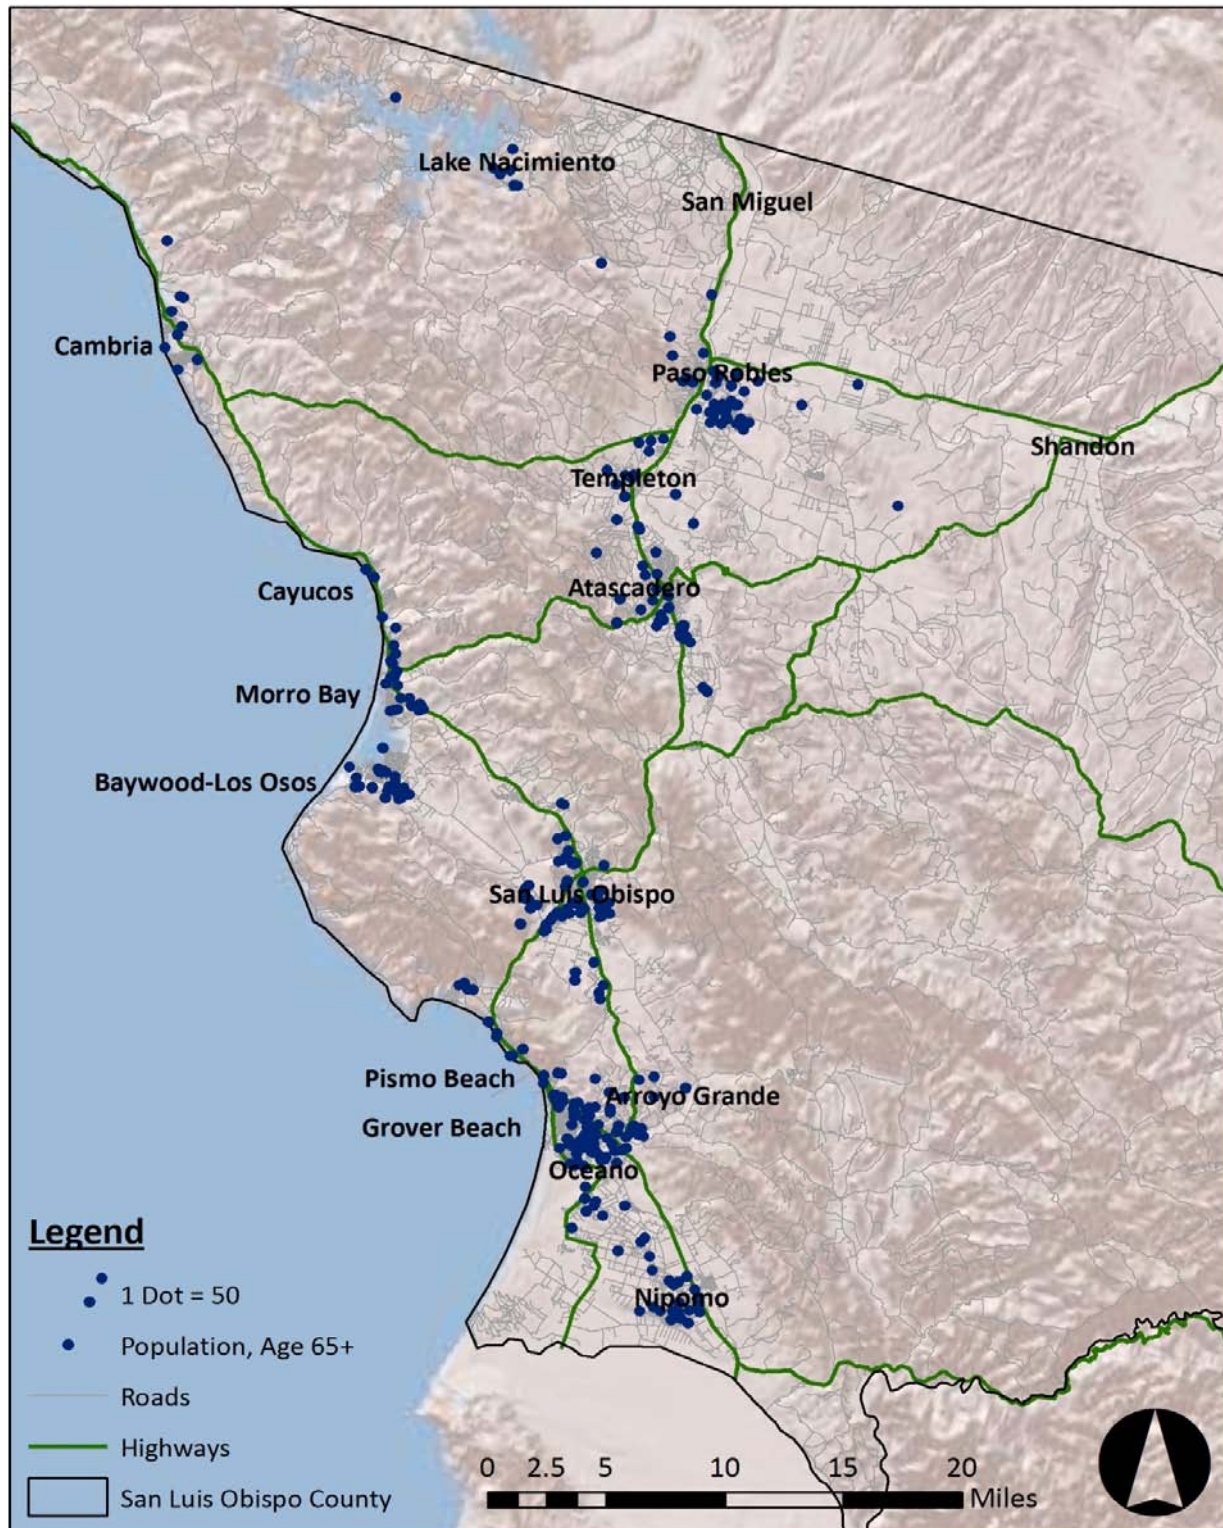 Lake Nacimiento
San Miguel
Cambria
Paso Robles
Shandon
Templeton
Cayucos
Atascadero
Morro Bay
Baywood-Los Osos
San Luis Obispo
Pismo Beach
Arroyo Grande
Grover Beach
Oceano
Nipomo
Legend
1 Dot = 50
Population, Age 65+
Roads
Highways
San Luis Obispo County
0 2.5 5 10 15 20
Miles